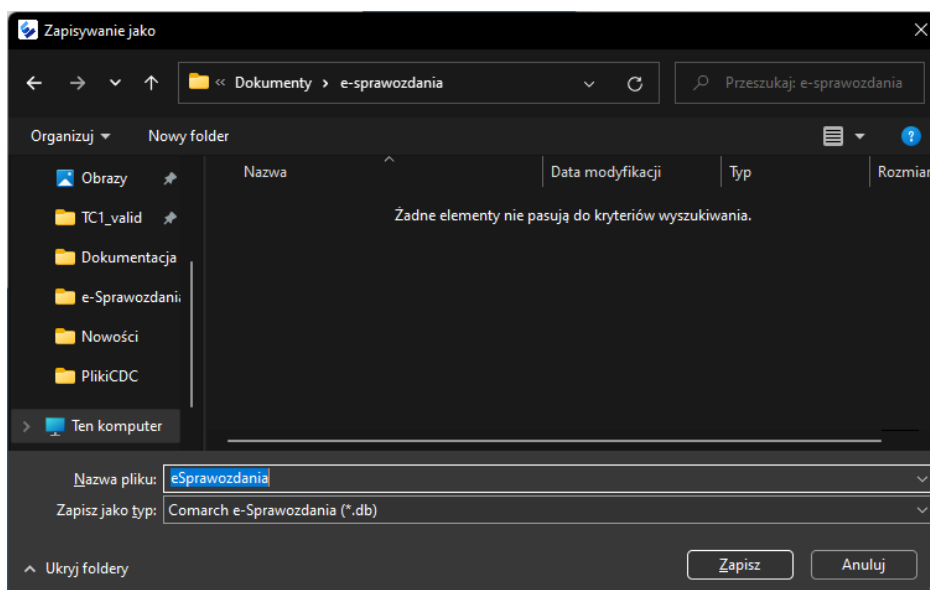 Zapisywanie jako
« Dokumenty › e-sprawozdania
Przeszukaj: e-sprawozdania
Organizuj Nowy folder
Nazwa Data modyfikacji Typ Rozmiar
Żadne elementy nie pasują do kryteriów wyszukiwania.
Obrazy
TC1_valid
Dokumentacja
e-Sprawozdania
Nowości
PlikiCDC
Ten komputer
Nazwa pliku: eSprawozdania
Zapisz jako typ: Comarch e-Sprawozdania (*.db)
Ukryj foldery Zapisz Anuluj